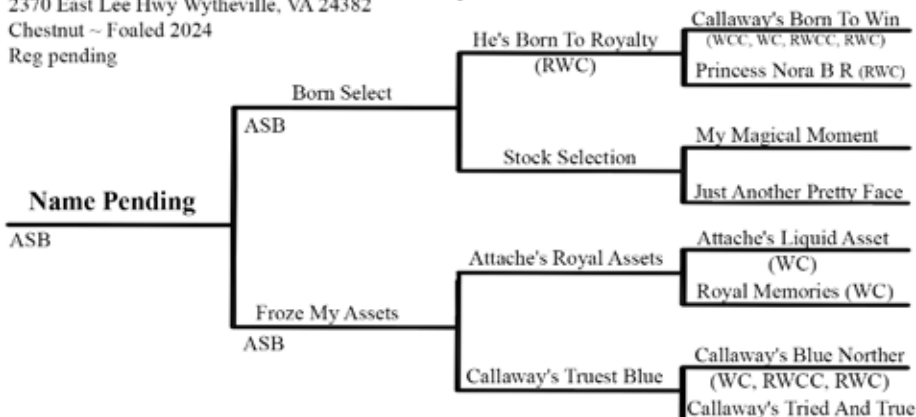 2370 East Lee Hwy Wytheville, VA 24382
Chestnut ~ Foaled 2024
Reg pending
Callaway's Born To Win
(WCC, WC, RWCC, RWC)
He's Born To Royalty
(RWC)
Princess Nora B R (RWC)
Born Select
ASB
My Magical Moment
Stock Selection
Just Another Pretty Face
Name Pending
ASB
Attache's Liquid Asset
(WC)
Attache's Royal Assets
Royal Memories (WC)
Froze My Assets
ASB
Callaway's Blue Norther
(WC, RWCC, RWC)
Callaway's Truest Blue
Callaway's Tried And True